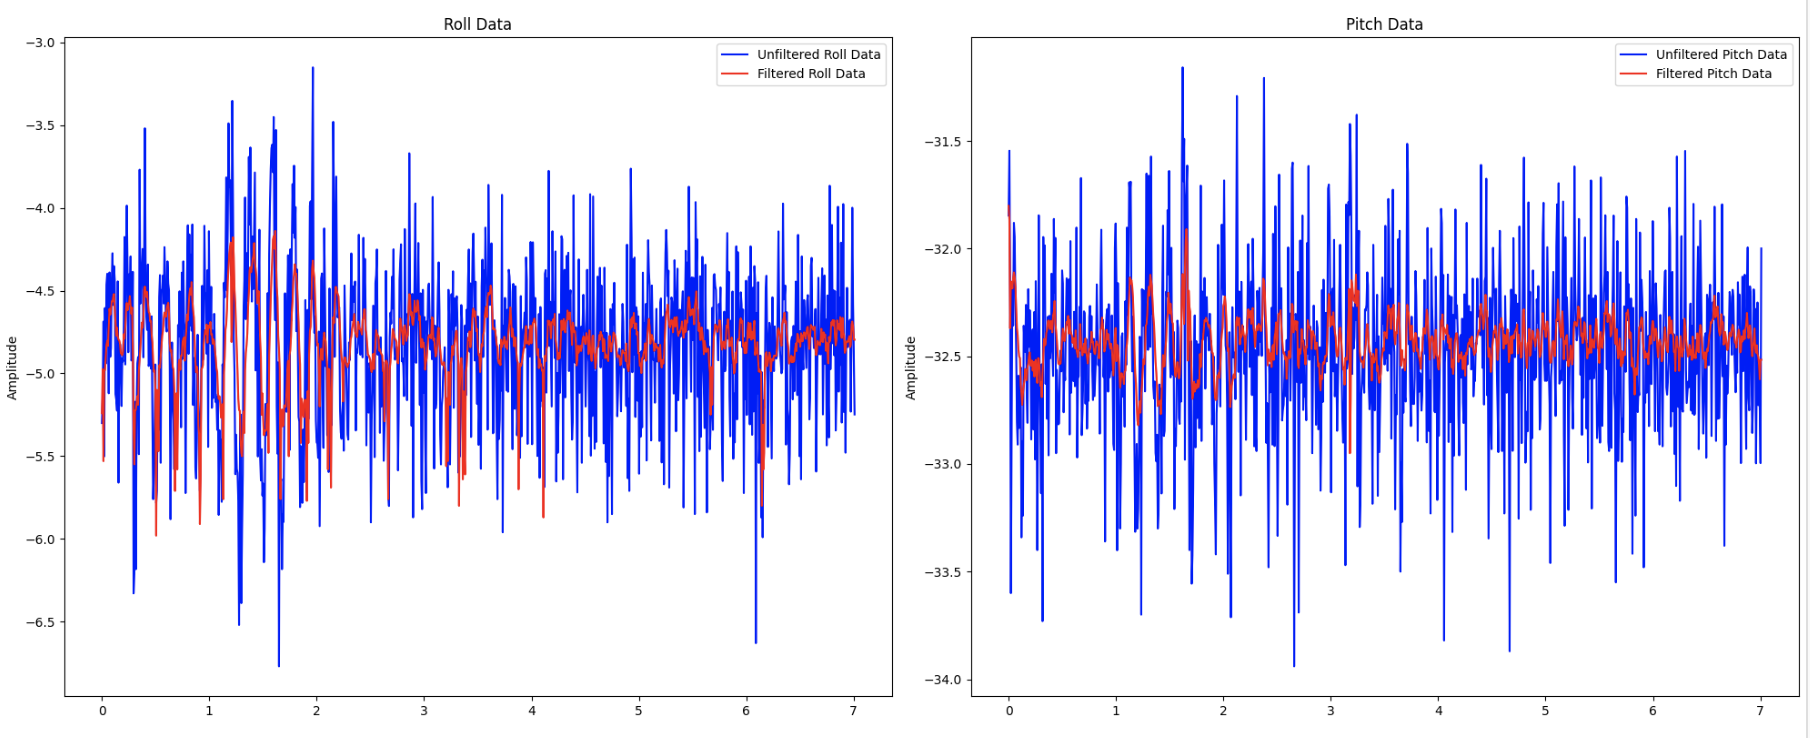 Roll Data
Unfiltered Roll Data
Filtered Roll Data
Amplitude
−3.0
−3.5
−4.0
−4.5
−5.0
−5.5
−6.0
−6.5
0 1 2 3 4 5 6 7
Pitch Data
Unfiltered Pitch Data
Filtered Pitch Data
Amplitude
−31.5
−32.0
−32.5
−33.0
−33.5
−34.0
0 1 2 3 4 5 6 7